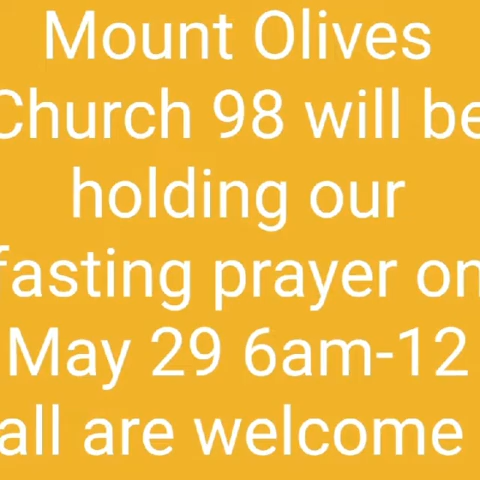 Mount Olives
Church 98 will be
holding our
fasting prayer on
May 29 6am-12
all are welcome